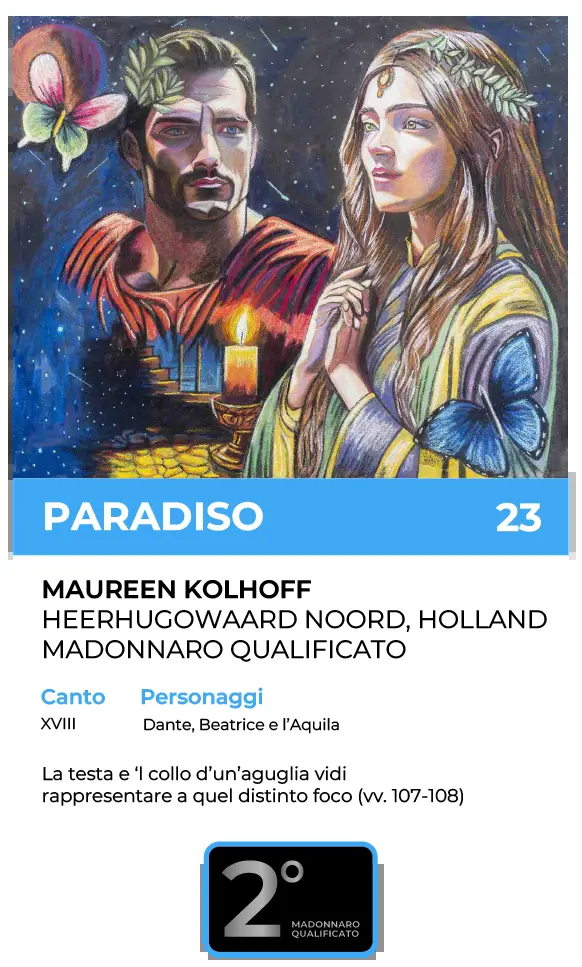 PARADISO 23
MAUREEN KOLHOFF
HEERHUGOWAARD NOORD, HOLLAND
MADONNARO QUALIFICATO
Canto Personaggi
XVIII Dante, Beatrice e l’Aquila
La testa e ‘l collo d’un’aguglia vidi
rappresentare a quel distinto foco (vv. 107-108)
2°
MADONNARO
QUALIFICATO